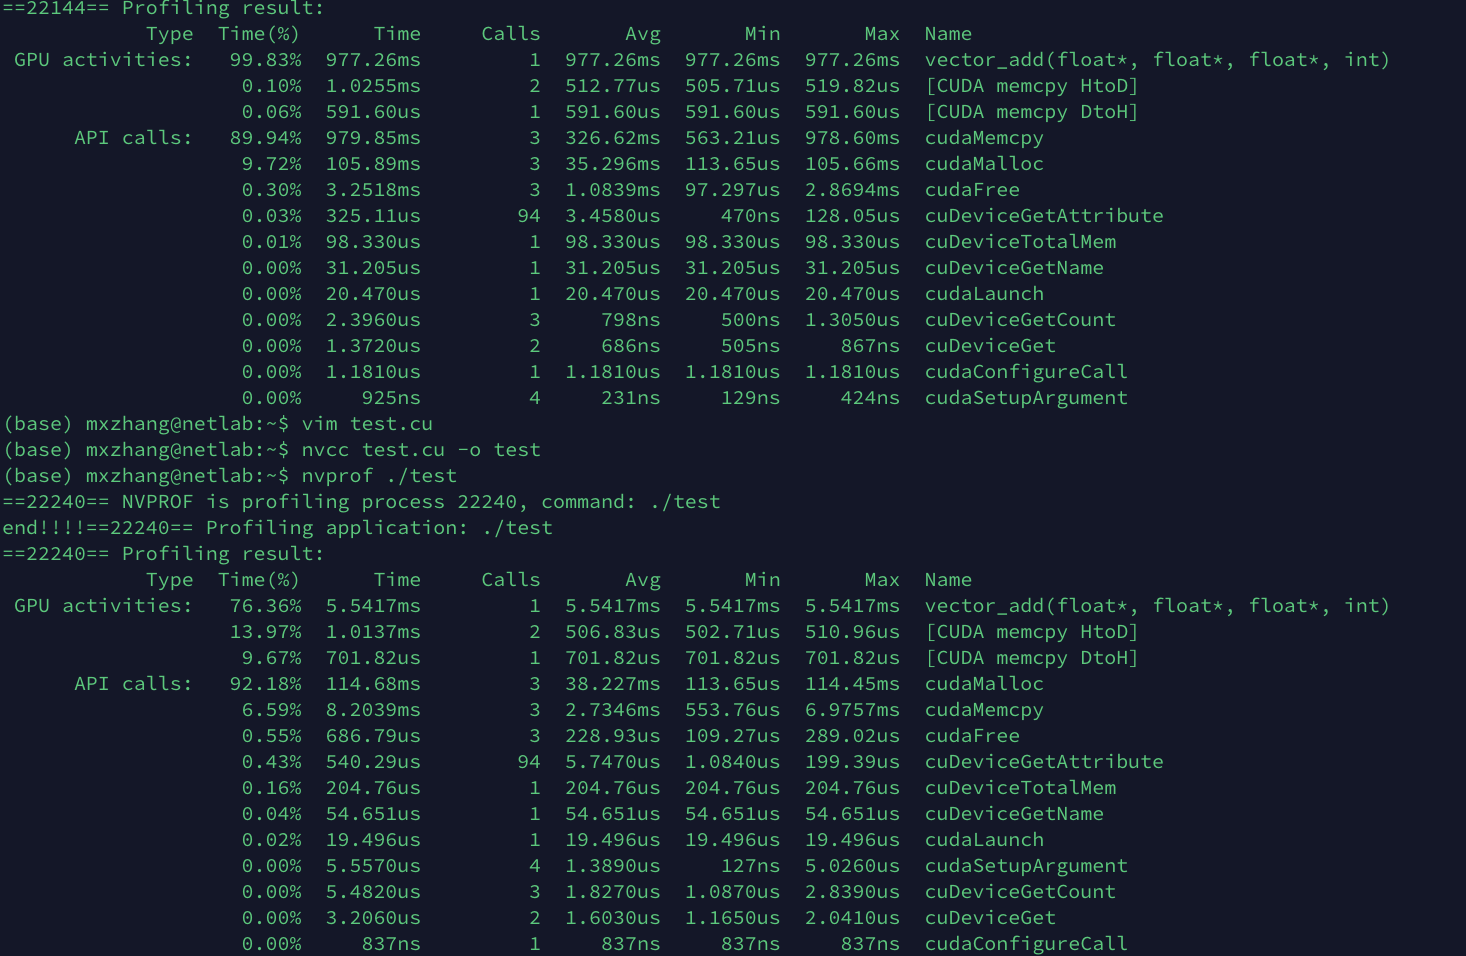 ==22144== Profiling result:
            Type  Time(%)      Time     Calls       Avg       Min       Max  Name
 GPU activities:   99.83%  977.26ms         1  977.26ms  977.26ms  977.26ms  vector_add(float*, float*, float*, int)
                    0.10%  1.0255ms         2  512.77us  505.71us  519.82us  [CUDA memcpy HtoD]
                    0.06%  591.60us         1  591.60us  591.60us  591.60us  [CUDA memcpy DtoH]
      API calls:   89.94%  979.85ms         3  326.62ms  563.21us  978.60ms  cudaMemcpy
                    9.72%  105.89ms         3  35.296ms  113.65us  105.66ms  cudaMalloc
                    0.30%  3.2518ms         3  1.0839ms  97.297us  2.8694ms  cudaFree
                    0.03%  325.11us        94  3.4580us     470ns  128.05us  cuDeviceGetAttribute
                    0.01%  98.330us         1  98.330us  98.330us  98.330us  cuDeviceTotalMem
                    0.00%  31.205us         1  31.205us  31.205us  31.205us  cuDeviceGetName
                    0.00%  20.470us         1  20.470us  20.470us  20.470us  cudaLaunch
                    0.00%  2.3960us         3     798ns     500ns  1.3050us  cuDeviceGetCount
                    0.00%  1.3720us         2     686ns     505ns     867ns  cuDeviceGet
                    0.00%  1.1810us         1  1.1810us  1.1810us  1.1810us  cudaConfigureCall
                    0.00%     925ns         4     231ns     129ns     424ns  cudaSetupArgument
(base) mxzhang@netlab:~$ vim test.cu
(base) mxzhang@netlab:~$ nvcc test.cu -o test
(base) mxzhang@netlab:~$ nvprof ./test
==22240== NVPROF is profiling process 22240, command: ./test
end!!!!==22240== Profiling application: ./test
==22240== Profiling result:
            Type  Time(%)      Time     Calls       Avg       Min       Max  Name
 GPU activities:   76.36%  5.5417ms         1  5.5417ms  5.5417ms  5.5417ms  vector_add(float*, float*, float*, int)
                   13.97%  1.0137ms         2  506.83us  502.71us  510.96us  [CUDA memcpy HtoD]
                    9.67%  701.82us         1  701.82us  701.82us  701.82us  [CUDA memcpy DtoH]
      API calls:   92.18%  114.68ms         3  38.227ms  113.65us  114.45ms  cudaMalloc
                    6.59%  8.2039ms         3  2.7346ms  553.76us  6.9757ms  cudaMemcpy
                    0.55%  686.79us         3  228.93us  109.27us  289.02us  cudaFree
                    0.43%  540.29us        94  5.7470us  1.0840us  199.39us  cuDeviceGetAttribute
                    0.16%  204.76us         1  204.76us  204.76us  204.76us  cuDeviceTotalMem
                    0.04%  54.651us         1  54.651us  54.651us  54.651us  cuDeviceGetName
                    0.02%  19.496us         1  19.496us  19.496us  19.496us  cudaLaunch
                    0.00%  5.5570us         4  1.3890us     127ns  5.0260us  cudaSetupArgument
                    0.00%  5.4820us         3  1.8270us  1.0870us  2.8390us  cuDeviceGetCount
                    0.00%  3.2060us         2  1.6030us  1.1650us  2.0410us  cuDeviceGet
                    0.00%     837ns         1     837ns     837ns     837ns  cudaConfigureCall